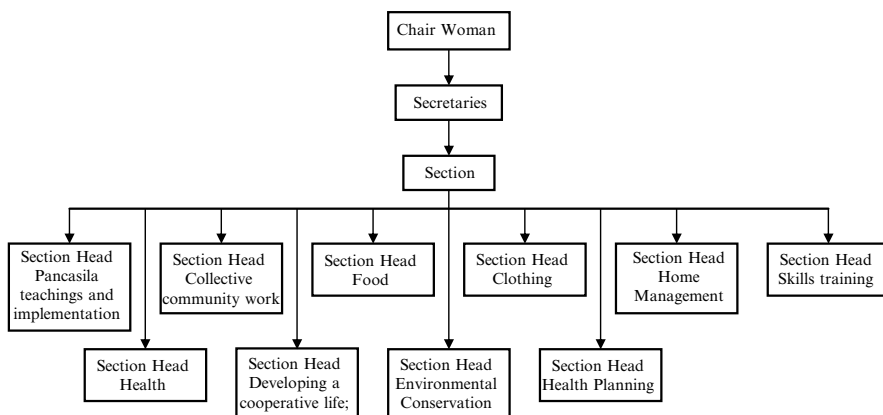 Chair Woman
Secretaries
Section
Section Head
Pancasila
teachings and
implementation
Section Head
Collective
community work
Section Head
Food
Section Head
Clothing
Section Head
Home
Management
Section Head
Skills training
Section Head
Health
Section Head
Developing a
cooperative life;
Section Head
Environmental
Conservation
Section Head
Health Planning